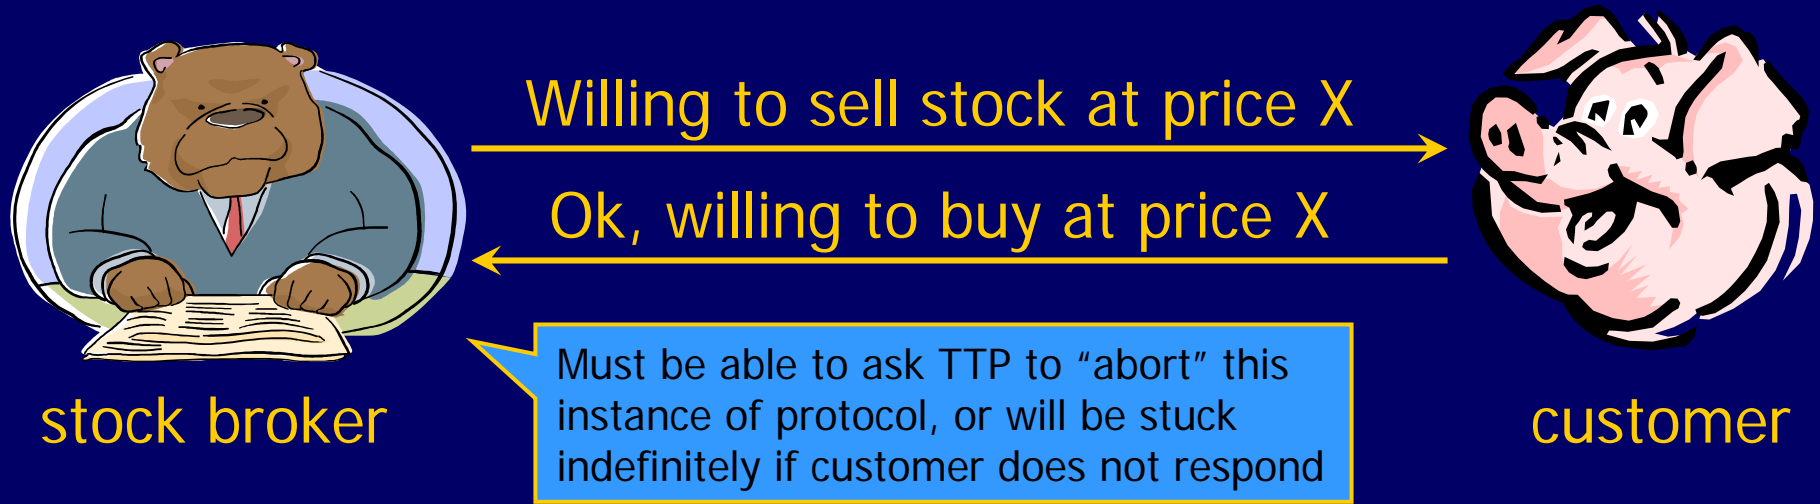 Willing to sell stock at price X
Ok, willing to buy at price X
Must be able to ask TTP to “abort” this
instance of protocol, or will be stuck
indefinitely if customer does not respond
stock broker
customer